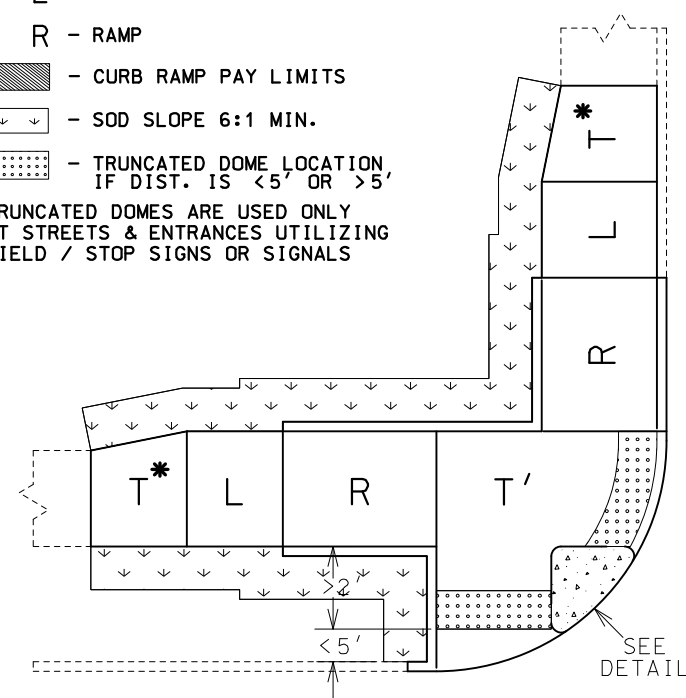 R - RAMP
- CURB RAMP PAY LIMITS
- SOD SLOPE 6:1 MIN.
- TRUNCATED DOME LOCATION
IF DIST. IS <5' OR >5'
RUNCATED DOMES ARE USED ONLY
T STREETS & ENTRANCES UTILIZING
IELD / STOP SIGNS OR SIGNALS
*
T
L
R
T*
L
R
T'
>2'
<5'
SEE
DETAIL